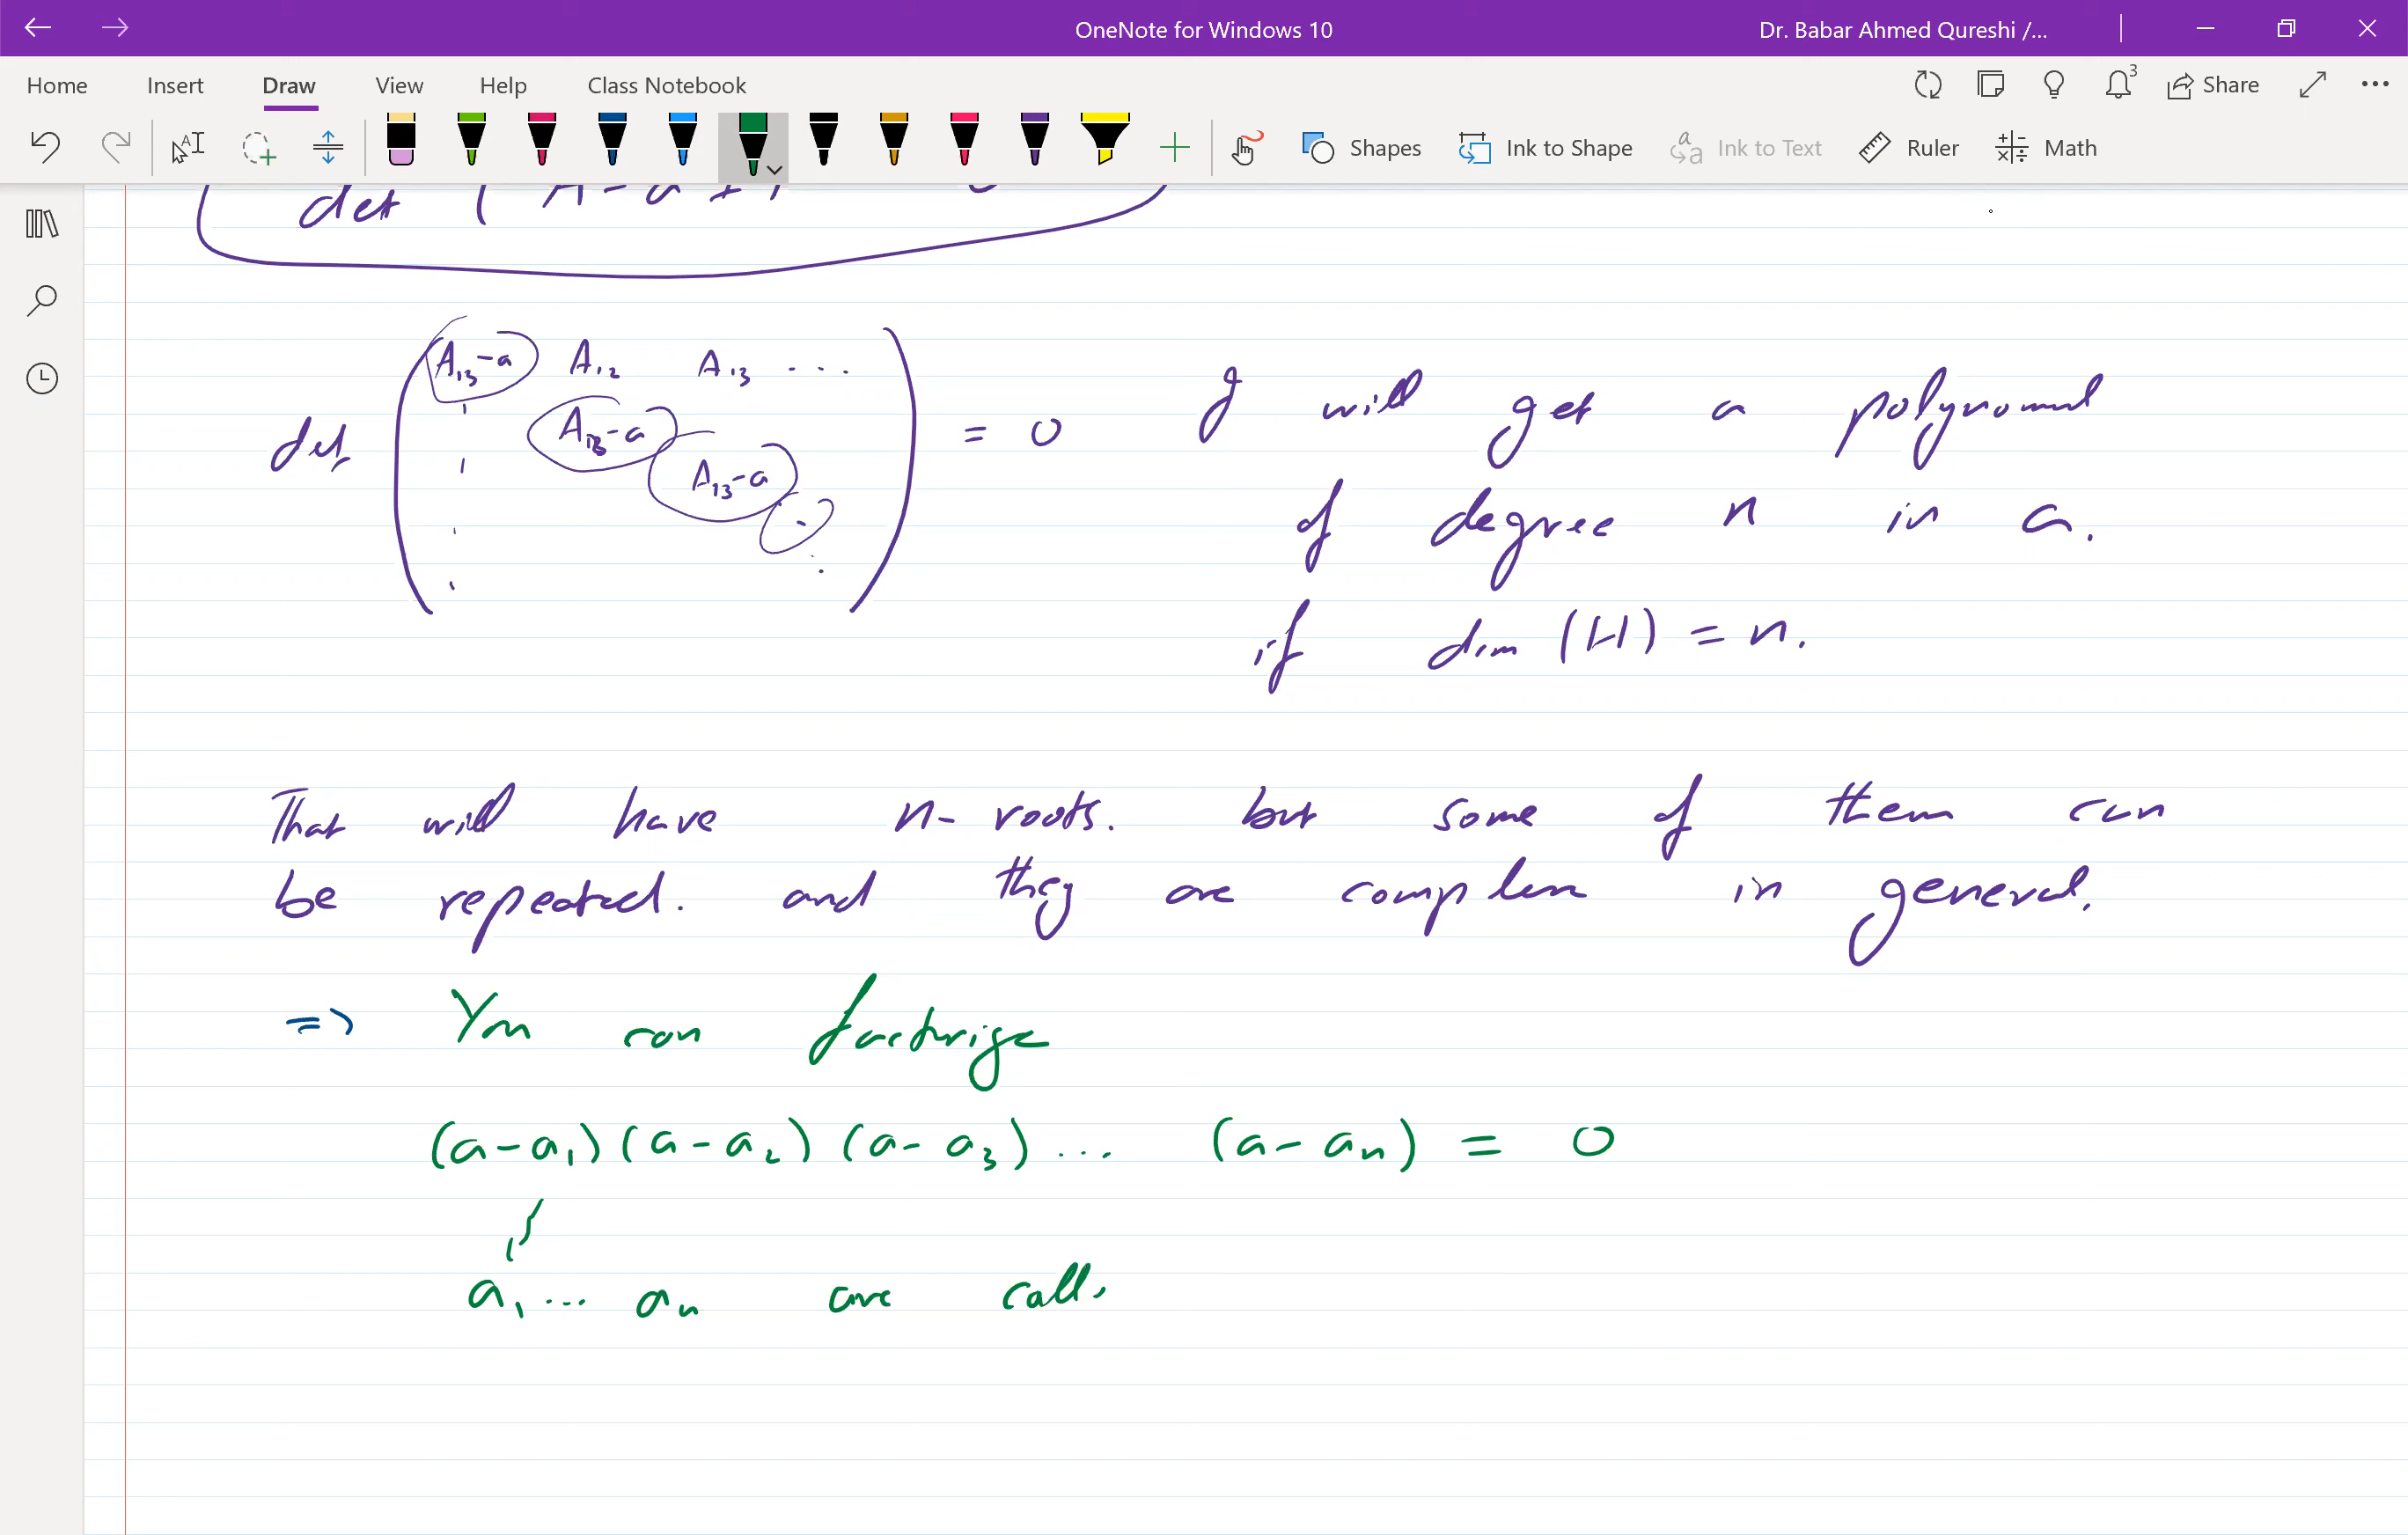 OneNote for Windows 10
Dr. Babar Ahmed Qureshi /...
Home Insert Draw View Help Class Notebook
3 Share
Shapes Ink to Shape Ink to Text Ruler Math
det (A - a I)
A₁₃-a A₁₂ A₁₃ ...
det A₁₃-a = 0
A₁₃-a
I will get a polynomial
of degree n in a.
if dim (H) = n.
That will have n- roots. but some of them can
be repeated. and they are complex in general.
=> You can factorize
(a-a₁)(a-a₂)(a-a₃)... (a-aₙ) = 0
a₁ ... aₙ are call